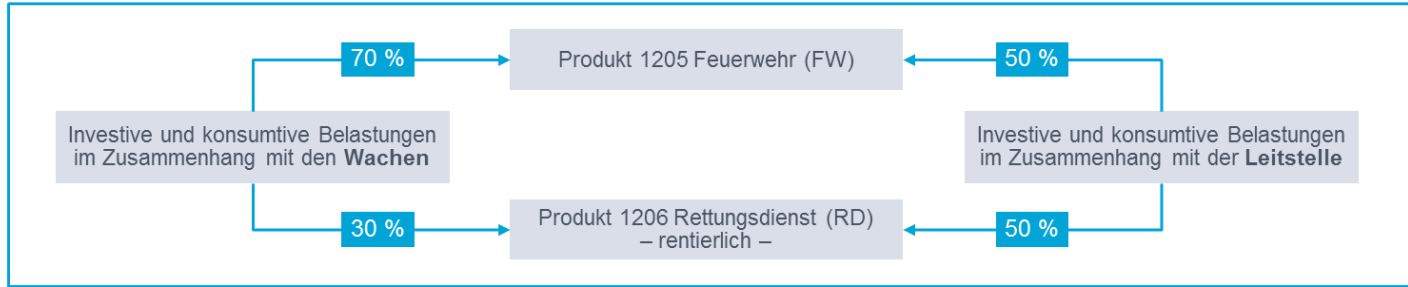 70 %
Produkt 1205 Feuerwehr (FW)
50 %
Investive und konsumtive Belastungen
im Zusammenhang mit den Wachen
Investive und konsumtive Belastungen
im Zusammenhang mit der Leitstelle
30 %
Produkt 1206 Rettungsdienst (RD)
– rentierlich –
50 %